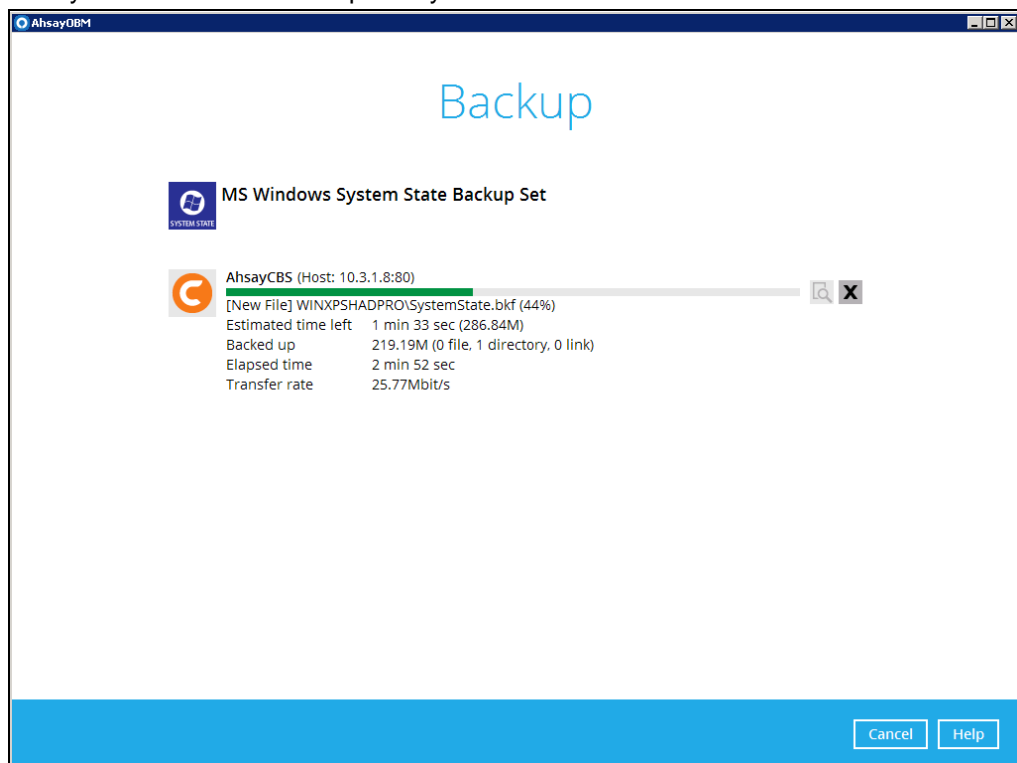 AhsayOBM
Backup
SYSTEM STATE
MS Windows System State Backup Set
C
AhsayCBS (Host: 10.3.1.8:80)
X
[New File] WINXPSHADPRO\SystemState.bkf (44%)
Estimated time left 1 min 33 sec (286.84M)
Backed up 219.19M (0 file, 1 directory, 0 link)
Elapsed time 2 min 52 sec
Transfer rate 25.77Mbit/s
Cancel Help